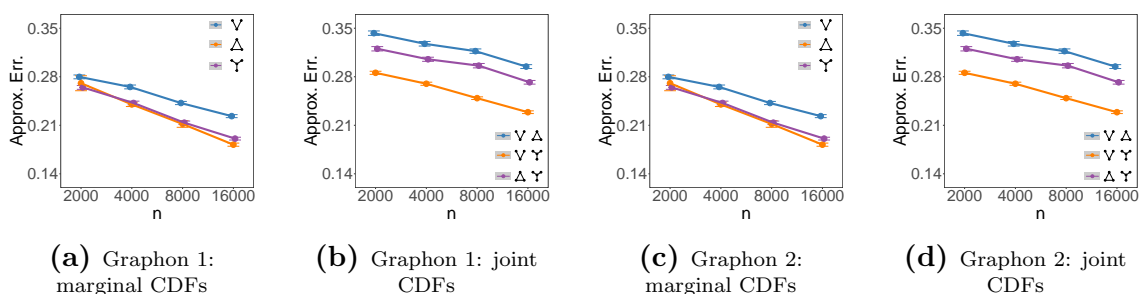 0.35
0.28
0.21
0.14
Approx. Err.
2000 4000 8000 16000
n
(a) Graphon 1:
marginal CDFs
0.35
0.28
0.21
0.14
Approx. Err.
2000 4000 8000 16000
n
(b) Graphon 1: joint
CDFs
0.35
0.28
0.21
0.14
Approx. Err.
2000 4000 8000 16000
n
(c) Graphon 2:
marginal CDFs
0.35
0.28
0.21
0.14
Approx. Err.
2000 4000 8000 16000
n
(d) Graphon 2: joint
CDFs